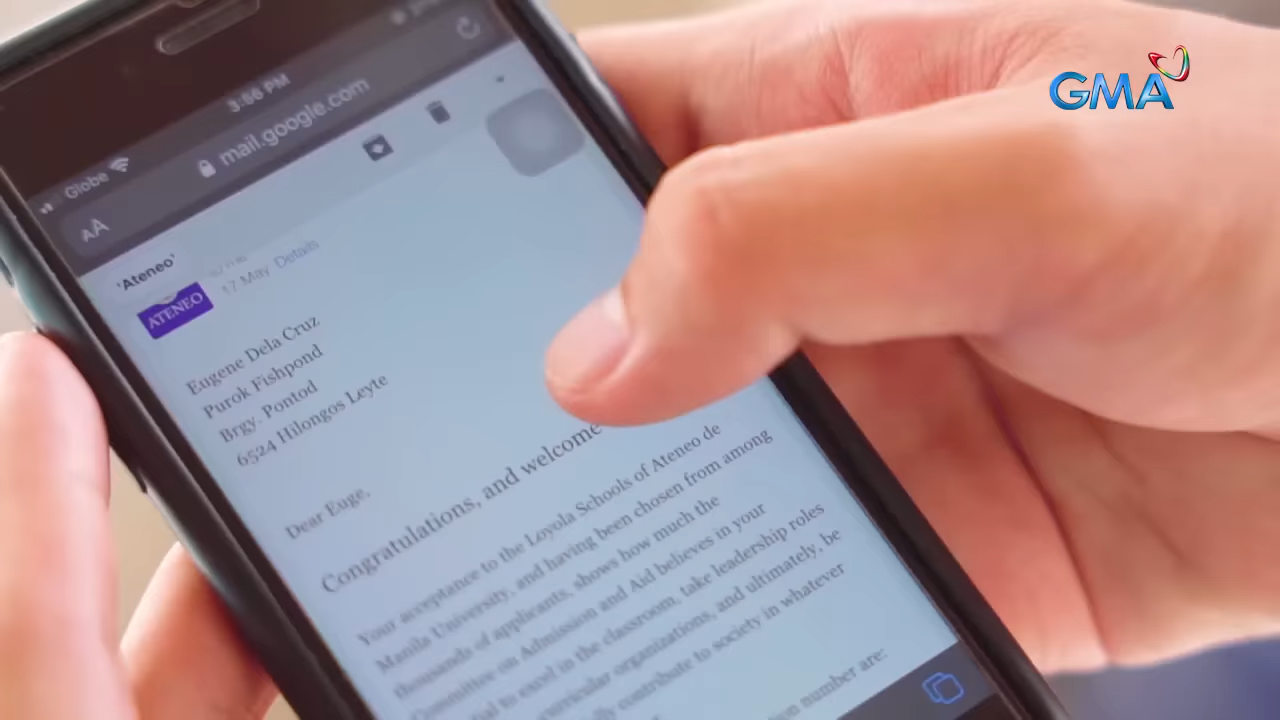 GMA
3:56 PM
Globe
mail.google.com
AA
'Ateneo'
17 May Details
ATENEO
Eugene Dela Cruz
Purok Fishpond
Brgy. Pontod
6524 Hilongos Leyte
Dear Euge,
Congratulations, and welcome
Your acceptance to the Loyola Schools of Ateneo de
Manila University, and having been chosen from among
thousands of applicants, shows how much the
Committee on Admission and Aid believes in your
to excel in the classroom, take leadership roles
curricular organizations, and ultimately, be
contribute to society in whatever
number are: